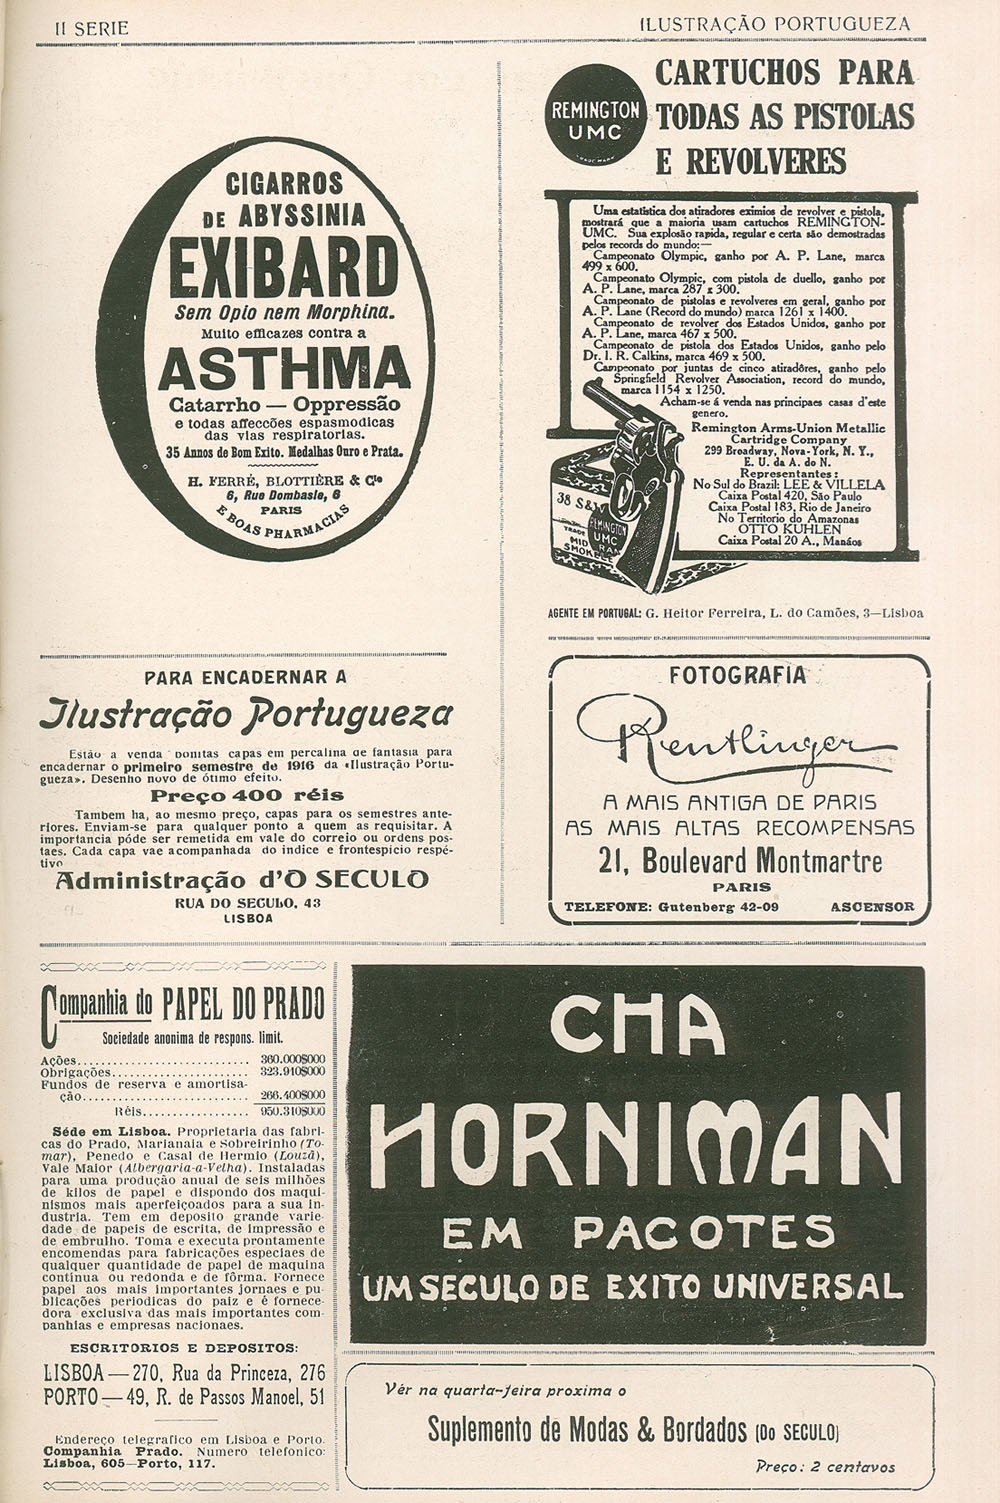 II SERIE
ILUSTRAÇÃO PORTUGUEZA
CIGARROS
DE ABYSSINIA
EXIBARD
Sem Opio nem Morphina.
Muito efficazes contra a
ASTHMA
Catarrho — Oppressão
e todas affecções espasmodicas
das vias respiratorias.
35 Annos de Bom Exito. Medalhas Ouro e Prata.
H. FERRÉ, BLOTTIÈRE & Cie
6, Rue Dombasle, 6
PARIS
E BOAS PHARMACIAS
REMINGTON
UMC
TRADE MARK
CARTUCHOS PARA
TODAS AS PISTOLAS
E REVOLVERES
Uma estatistica dos atiradores eximios de revolver e pistola,
mostrará que a maioria usam cartuchos REMINGTON-
UMC. Sua explosão rapida, regular e certa são demostradas
pelos records do mundo:—
Campeonato Olympic, ganho por A. P. Lane, marca
499 x 600.
Campeonato Olympic, com pistola de duello, ganho por
A. P. Lane, marca 287 x 300.
Campeonato de pistolas e revolveres em geral, ganho por
A. P. Lane (Record do mundo) marca 1261 x 1400.
Campeonato de revolver dos Estados Unidos, ganho por
A. P. Lane, marca 467 x 500.
Campeonato de pistola dos Estados Unidos, ganho pelo
Dr. I. R. Calkins, marca 469 x 500.
Campeonato por juntas de cinco atiradôres, ganho pelo
Springfield Revolver Association, record do mundo,
marca 1154 x 1250.
Acham-se á venda nas principaes casas d'este
genero.
Remington Arms-Union Metallic
Cartridge Company
299 Broadway, Nova-York, N. Y.,
E. U. da A. do N.
Representantes:
No Sul do Brazil: LEE & VILLELA
Caixa Postal 420, São Paulo
Caixa Postal 183, Rio de Janeiro
No Territorio do Amazonas
OTTO KUHLEN
Caixa Postal 20 A., Manáos
38 S&W
REMINGTON
UMC
TRADE
MID
SMOKELE
AGENTE EM PORTUGAL: G. Heitor Ferreira, L. do Camões, 3—Lisboa
PARA ENCADERNAR A
Ilustração Portugueza
Estão a venda bonitas capas em percalina de fantasia para
encadernar o primeiro semestre de 1916 da «Ilustração Portu-
gueza». Desenho novo de ótimo efeito.
Preço 400 réis
Tambem ha, ao mesmo preço, capas para os semestres ante-
riores. Enviam-se para qualquer ponto a quem as requisitar. A
importancia póde ser remetida em vale do correio ou ordens pos-
taes. Cada capa vae acompanhada do indice e frontespicio respé-
tivo
Administração d'O SECULO
RUA DO SECULO, 43
LISBOA
FOTOGRAFIA
Reutlinger
A MAIS ANTIGA DE PARIS
AS MAIS ALTAS RECOMPENSAS
21, Boulevard Montmartre
PARIS
TELEFONE: Gutenberg 42-09 ASCENSOR
Companhia do PAPEL DO PRADO
Sociedade anonima de respons. limit.
Ações........................ 360.000$000
Obrigações................... 323.910$000
Fundos de reserva e amortisa-
ção........................ 266.400$000
Réis................ 950.310$000
Séde em Lisboa. Proprietaria das fabri-
cas do Prado, Marianaia e Sobreirinho (To-
mar), Penedo e Casal de Hermio (Louzã),
Vale Maior (Albergaria-a-Velha). Instaladas
para uma produção anual de seis milhões
de kilos de papel e dispondo dos maqui-
nismos mais aperfeiçoados para a sua in-
dustria. Tem em deposito grande varie-
dade de papeis de escrita, de impressão e
de embrulho. Toma e executa prontamente
encomendas para fabricações especiaes de
qualquer quantidade de papel de maquina
continua ou redonda e de fórma. Fornece
papel aos mais importantes jornaes e pu-
blicações periodicas do paiz e é fornece-
dora exclusiva das mais importantes com-
panhias e empresas nacionaes.
ESCRITORIOS E DEPOSITOS:
LISBOA — 270, Rua da Princeza, 276
PORTO — 49, R. de Passos Manoel, 51
Endereço telegrafico em Lisboa e Porto.
Companhia Prado. Numero telefonico:
Lisboa, 605—Porto, 117.
CHA
HORNIMAN
EM PACOTES
UM SECULO DE EXITO UNIVERSAL
Vêr na quarta-feira proxima o
Suplemento de Modas & Bordados (Do SECULO)
Preço: 2 centavos